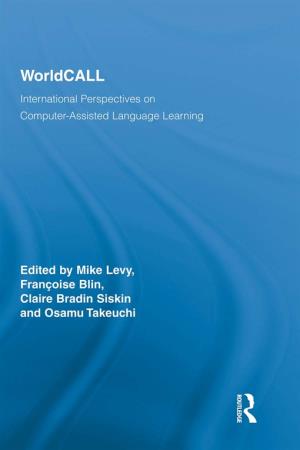 WorldCALL
International Perspectives on
Computer-Assisted Language Learning
Edited by Mike Levy,
Françoise Blin,
Claire Bradin Siskin
and Osamu Takeuchi
ROUTLEDGE